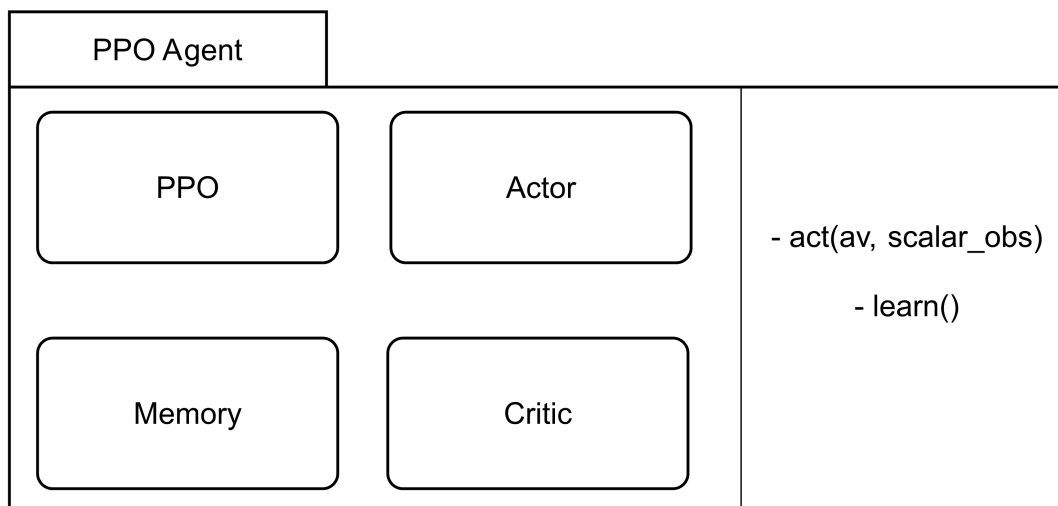 PPO Agent
PPO
Actor
Memory
Critic
- act(av, scalar_obs)
- learn()